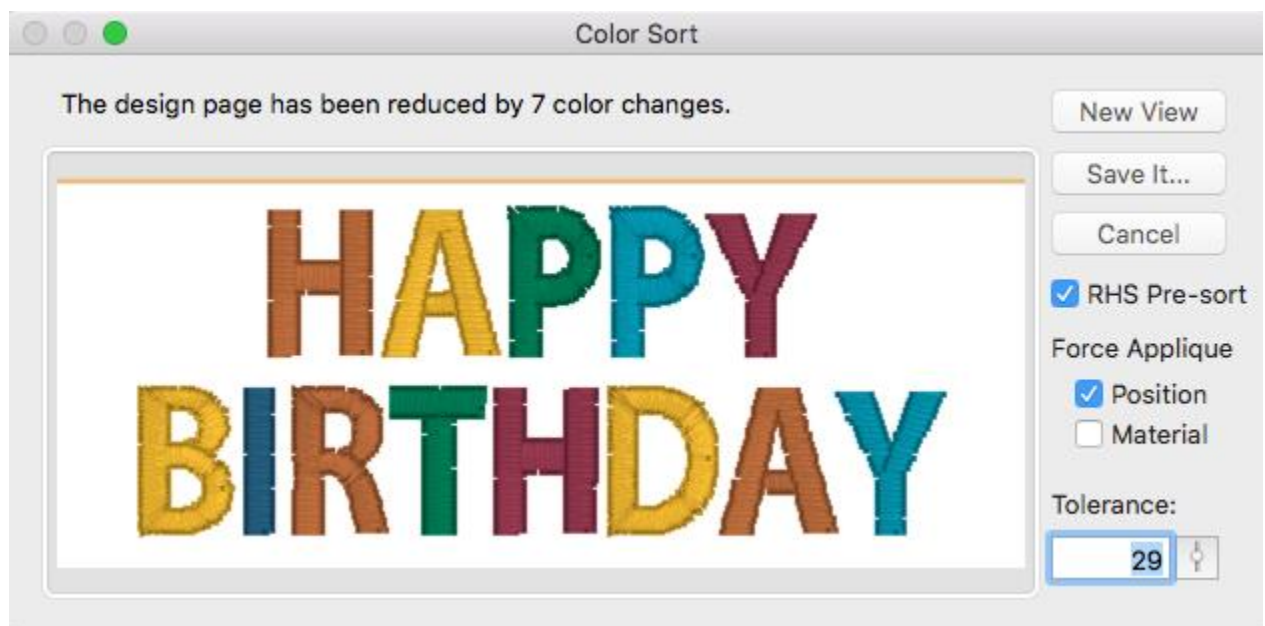 Color Sort
The design page has been reduced by 7 color changes.
HAPPY
BIRTHDAY
New View
Save It...
Cancel
RHS Pre-sort
Force Applique
Position
Material
Tolerance:
29